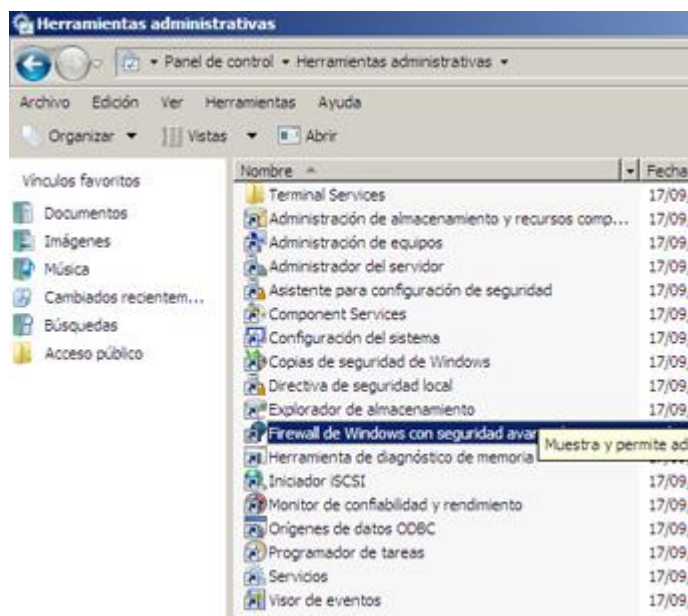 Herramientas administrativas
Panel de control Herramientas administrativas
Archivo Edición Ver Herramientas Ayuda
Organizar Vistas Abrir
Vínculos favoritos
Documentos
Imágenes
Música
Cambiados recientem...
Búsquedas
Acceso público
Nombre Fecha
Terminal Services 17/09
Administración de almacenamiento y recursos comp... 17/09
Administración de equipos 17/09
Administrador del servidor 17/09
Asistente para configuración de seguridad 17/09
Component Services 17/09
Configuración del sistema 17/09
Copias de seguridad de Windows 17/09
Directiva de seguridad local 17/09
Explorador de almacenamiento 17/09
Firewall de Windows con seguridad avan
Muestra y permite ad
Herramienta de diagnóstico de memoria
Iniciador iSCSI 17/09
Monitor de confiabilidad y rendimiento 17/09
Orígenes de datos ODBC 17/09
Programador de tareas 17/09
Servicios 17/09
Visor de eventos 17/09